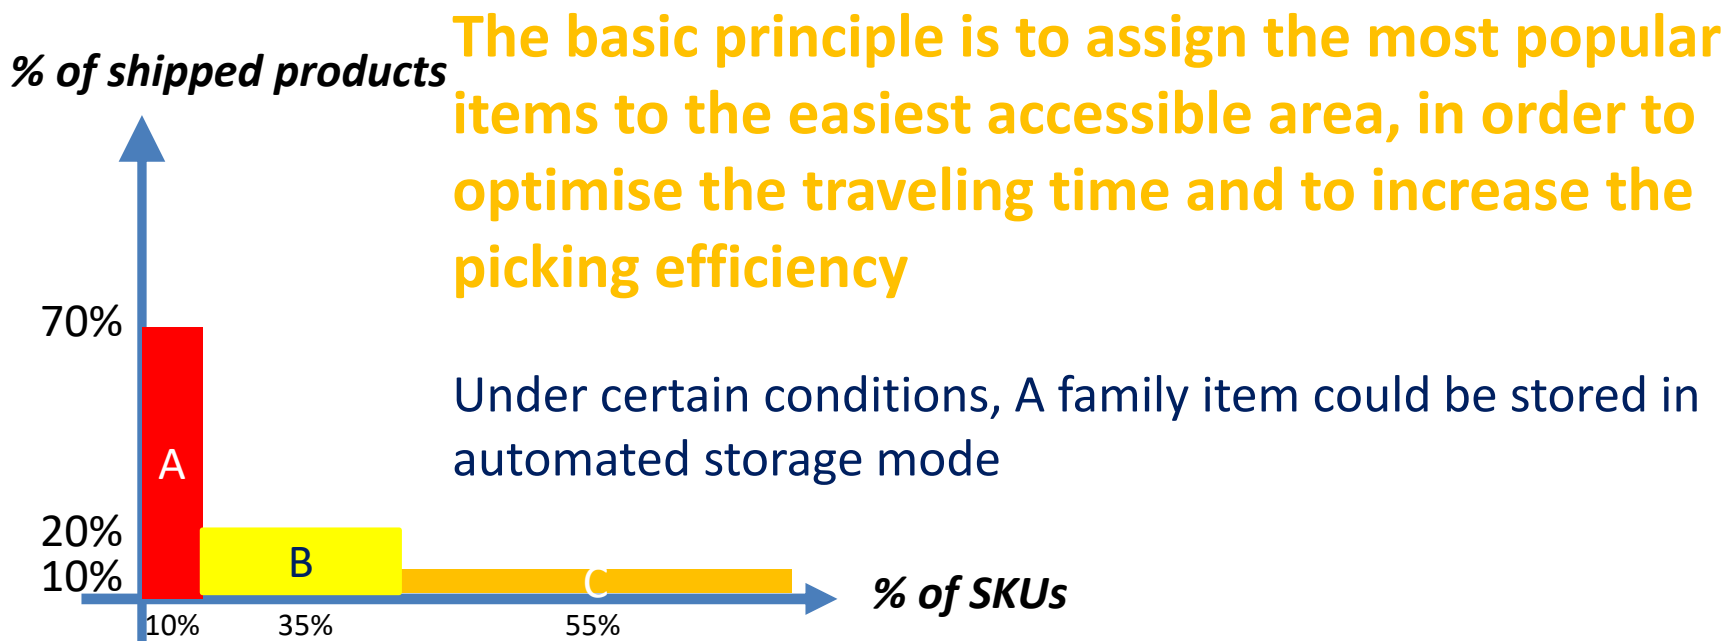 % of shipped products
The basic principle is to assign the most popular
items to the easiest accessible area, in order to
optimise the traveling time and to increase the
picking efficiency
Under certain conditions, A family item could be stored in
automated storage mode
70%
A
20%
B
10%
C
% of SKUs
10%
35%
55%